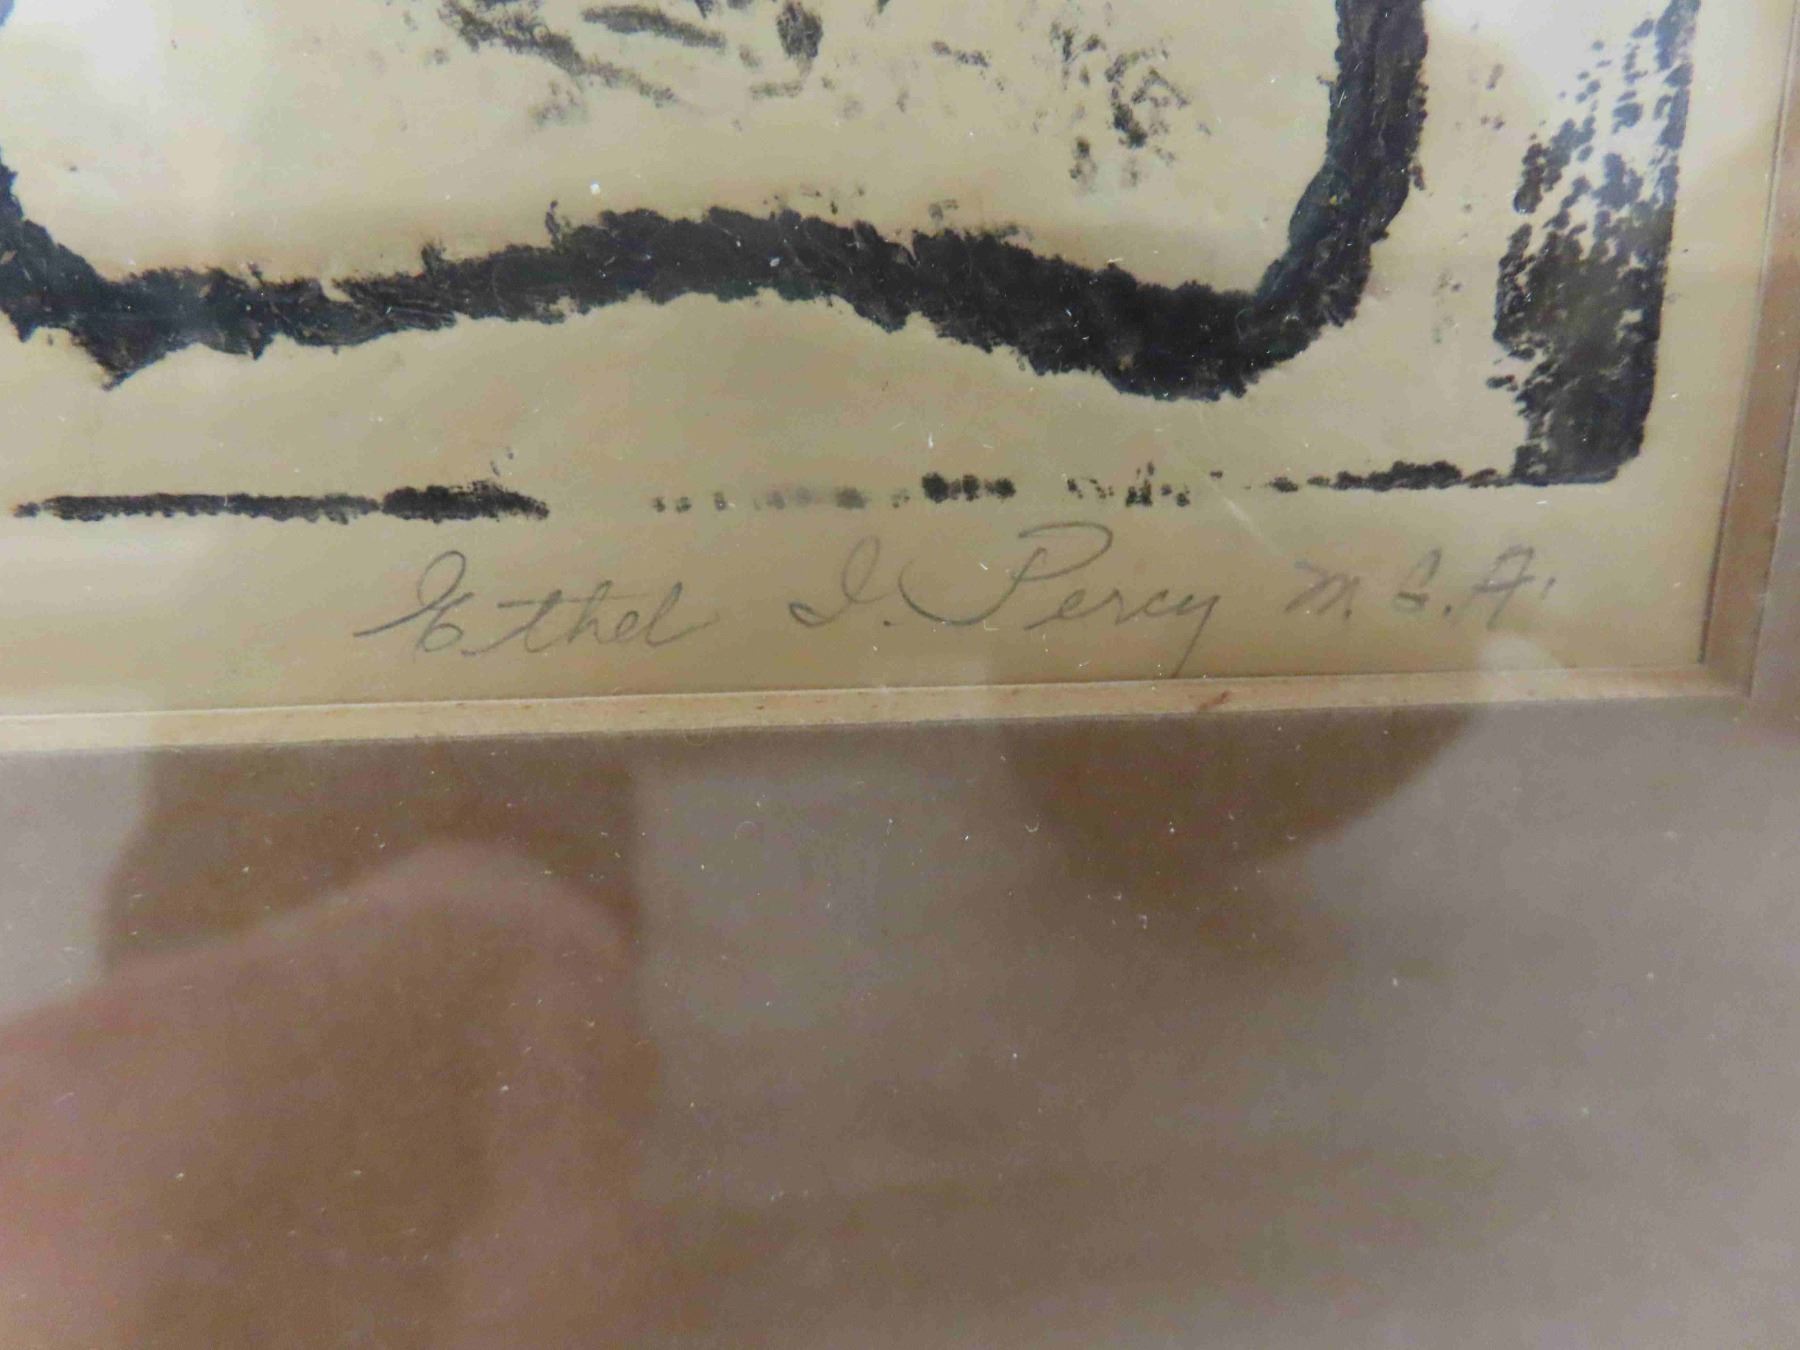 Ethel I. Percy M.S.A.